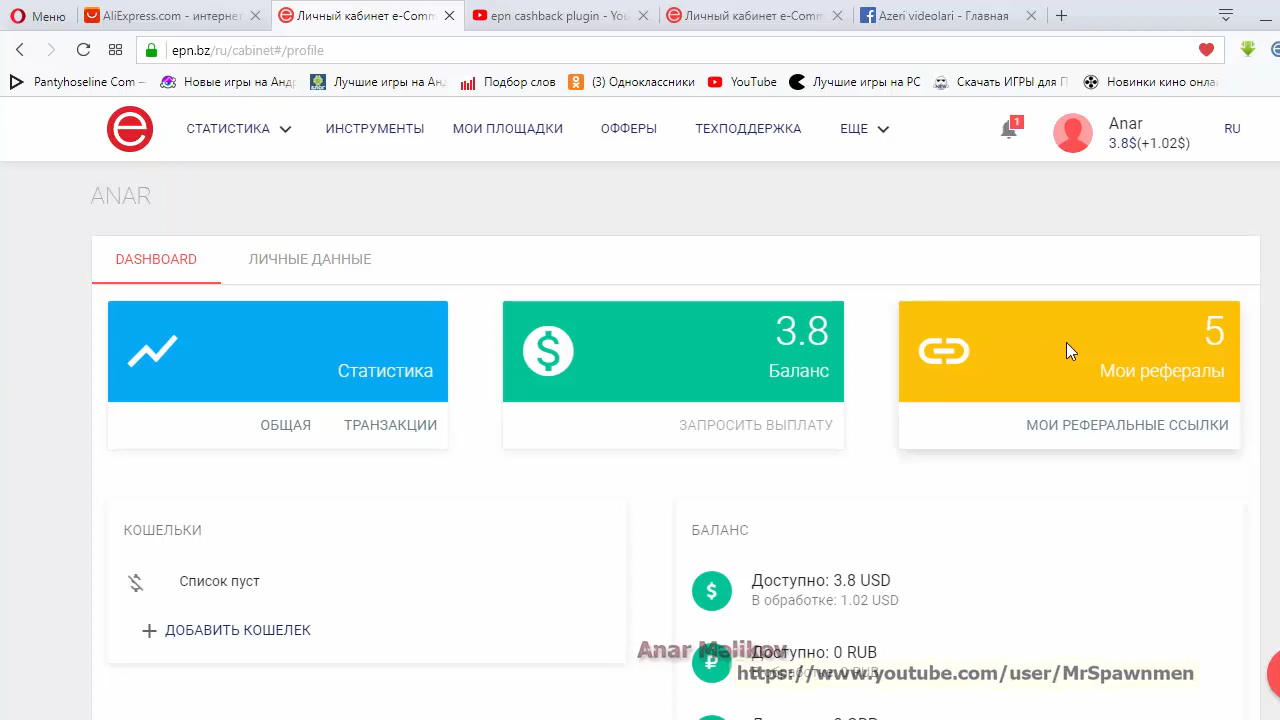 Меню
AliExpress.com - интернет
Личный кабинет e-Comm
epn cashback plugin - You
Личный кабинет e-comme
Azeri videolari - Главная
epn.bz/ru/cabinet#/profile
Pantyhoseline Com –
Новые игры на Андр
Лучшие игры на Анд
Подбор слов
(3) Одноклассники
YouTube
Лучшие игры на PC
Скачать ИГРЫ для П
Новинки кино онла
СТАТИСТИКА
ИНСТРУМЕНТЫ
МОИ ПЛОЩАДКИ
ОФФЕРЫ
ТЕХПОДДЕРЖКА
ЕЩЕ
1
Anar
3.8$(+1.02$)
RU
ANAR
DASHBOARD
ЛИЧНЫЕ ДАННЫЕ
Статистика
ОБЩАЯ
ТРАНЗАКЦИИ
3.8
Баланс
ЗАПРОСИТЬ ВЫПЛАТУ
5
Мои рефералы
МОИ РЕФЕРАЛЬНЫЕ ССЫЛКИ
КОШЕЛЬКИ
Список пуст
+ ДОБАВИТЬ КОШЕЛЕК
БАЛАНС
Доступно: 3.8 USD
В обработке: 1.02 USD
Доступно: 0 RUB
Anar Malikov
https://www.youtube.com/user/MrSpawnmen